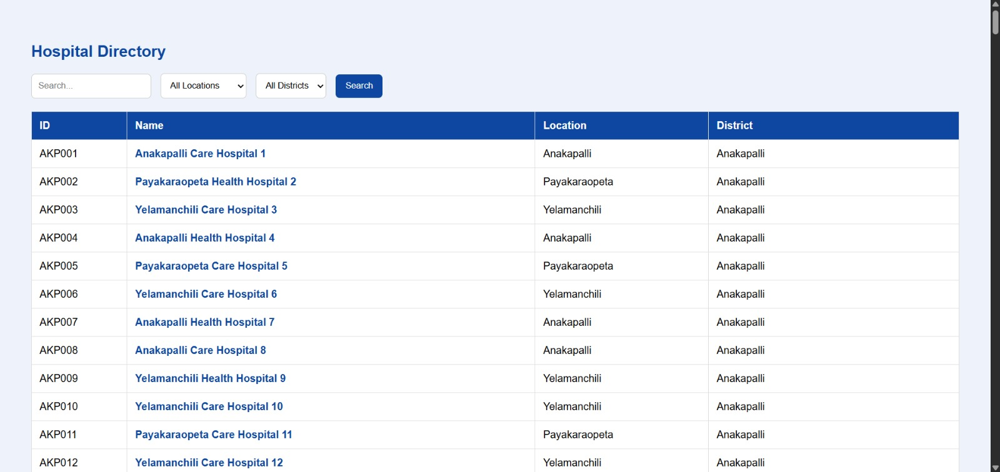 Hospital Directory
Search... All Locations All Districts Search
ID Name Location District
AKP001 Anakapalli Care Hospital 1 Anakapalli Anakapalli
AKP002 Payakaraopeta Health Hospital 2 Payakaraopeta Anakapalli
AKP003 Yelamanchili Care Hospital 3 Yelamanchili Anakapalli
AKP004 Anakapalli Health Hospital 4 Anakapalli Anakapalli
AKP005 Payakaraopeta Care Hospital 5 Payakaraopeta Anakapalli
AKP006 Yelamanchili Care Hospital 6 Yelamanchili Anakapalli
AKP007 Anakapalli Health Hospital 7 Anakapalli Anakapalli
AKP008 Anakapalli Care Hospital 8 Anakapalli Anakapalli
AKP009 Yelamanchili Health Hospital 9 Yelamanchili Anakapalli
AKP010 Yelamanchili Care Hospital 10 Yelamanchili Anakapalli
AKP011 Payakaraopeta Care Hospital 11 Payakaraopeta Anakapalli
AKP012 Yelamanchili Care Hospital 12 Yelamanchili Anakapalli